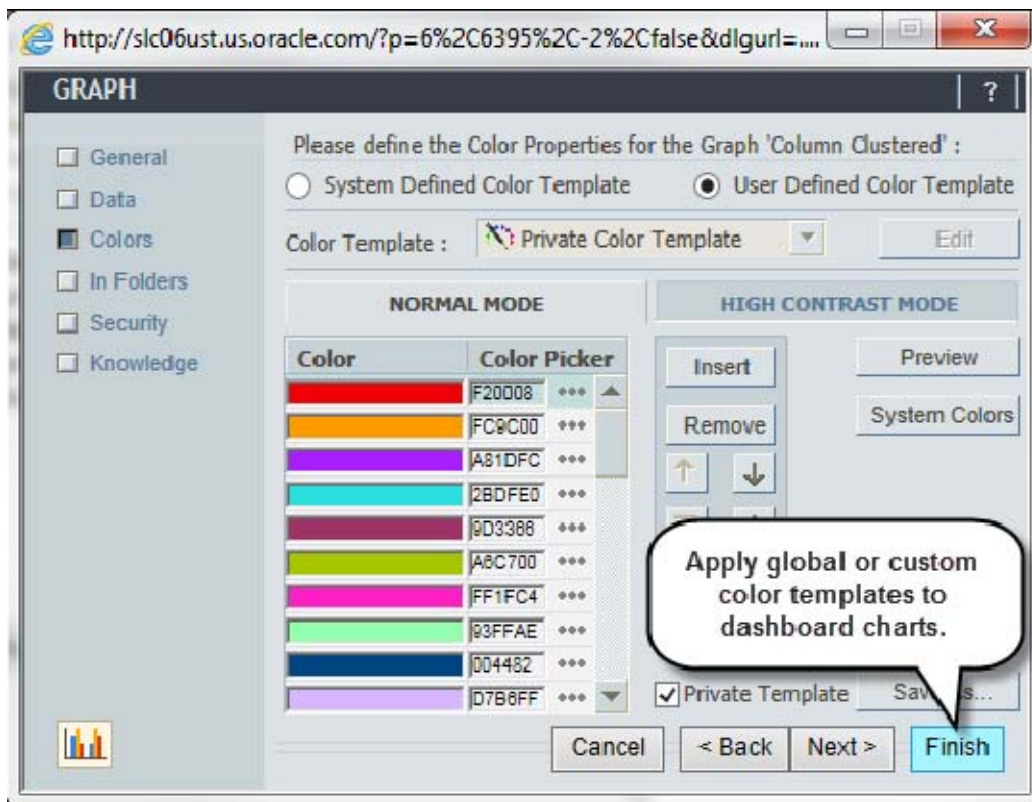 http://slc06ust.us.oracle.com/?p=6%2C6395%2C-2%2Cfalse&dlgurl=....
GRAPH
?
General
Data
Colors
In Folders
Security
Knowledge
Please define the Color Properties for the Graph 'Column Clustered' :
System Defined Color Template
User Defined Color Template
Color Template :
Private Color Template
Edit
NORMAL MODE
HIGH CONTRAST MODE
Color
Color Picker
F20D08
FC9C00
A81DFC
2BDFE0
9D3366
A6C700
FF1FC4
93FFAE
004482
D7B6FF
Insert
Remove
Preview
System Colors
Apply global or custom
color templates to
dashboard charts.
Private Template
Cancel
< Back
Next >
Finish